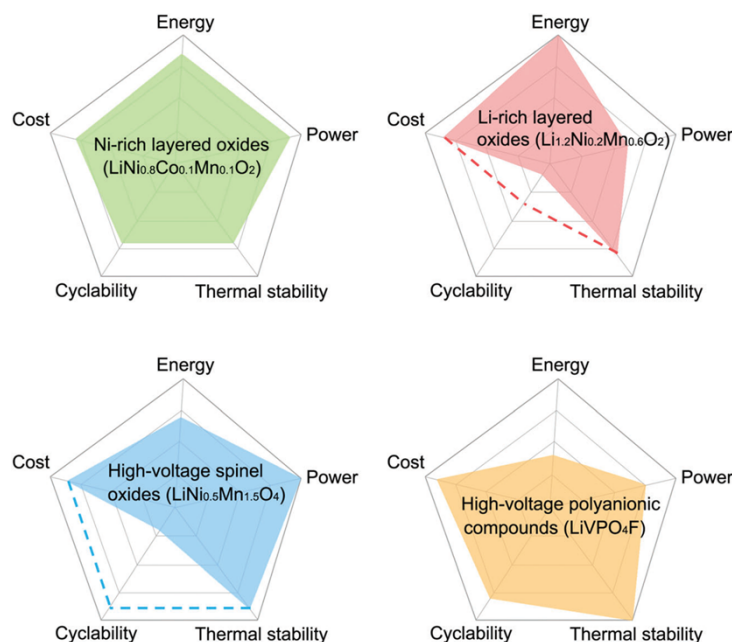 Energy
Cost
Power
Ni-rich layered oxides
(LiNi₀.₈Co₀.₁Mn₀.₁O₂)
Cyclability
Thermal stability
Energy
Cost
Power
Li-rich layered
oxides (Li₁.₂Ni₀.₂Mn₀.₆O₂)
Cyclability
Thermal stability
Energy
Cost
Power
High-voltage spinel
oxides (LiNi₀.₅Mn₁.₅O₄)
Cyclability
Thermal stability
Energy
Cost
Power
High-voltage polyanionic
compounds (LiVPO₄F)
Cyclability
Thermal stability